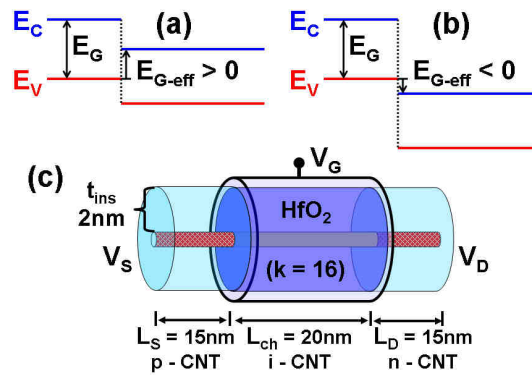 (a)
E_C
E_G
E_V
E_G-eff > 0
(b)
E_C
E_G
E_V
E_G-eff < 0
(c)
V_G
t_ins
2nm
HfO₂
(k = 16)
V_S
V_D
L_S = 15nm
p - CNT
L_ch = 20nm
i - CNT
L_D = 15nm
n - CNT